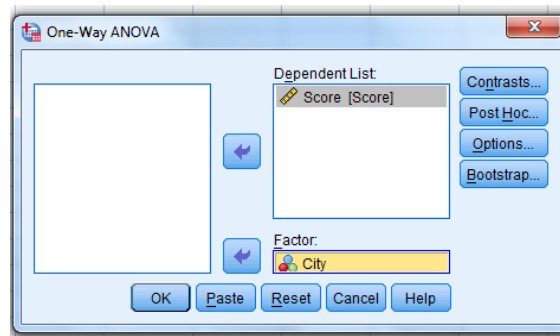 One-Way ANOVA
Dependent List:
Score [Score]
Contrasts...
Post Hoc...
Options...
Bootstrap...
Factor:
City
OK Paste Reset Cancel Help